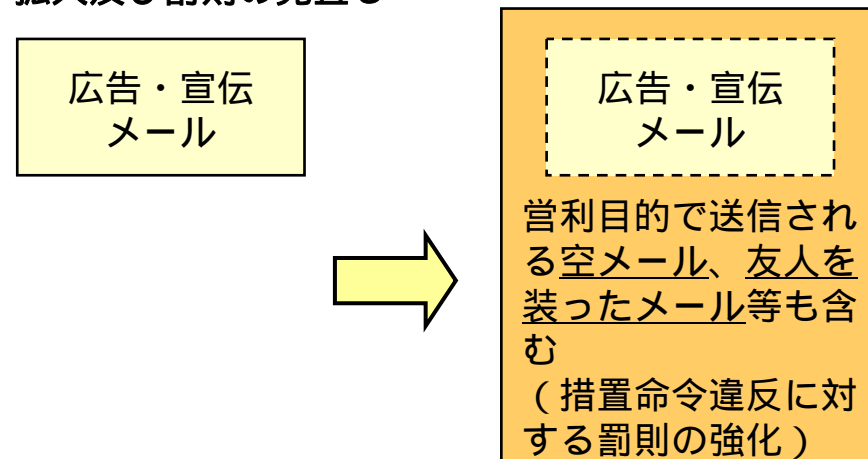 広告・宣伝
メール
広告・宣伝
メール
営利目的で送信され
る空メール、友人を
装ったメール等も含
む
（措置命令違反に対
する罰則の強化）